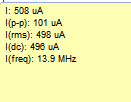 I: 508 uA
I(p-p): 101 uA
I(rms): 498 uA
I(dc): 496 uA
I(freq): 13.9 MHz